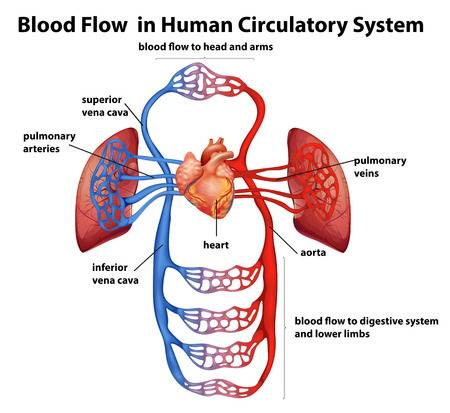 Blood Flow in Human Circulatory System
blood flow to head and arms
superior
vena cava
pulmonary
arteries
pulmonary
veins
heart
aorta
inferior
vena cava
blood flow to digestive system
and lower limbs